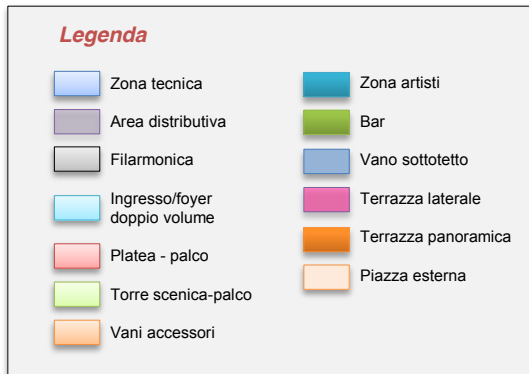 Legenda
Zona tecnica
Area distributiva
Filarmonica
Ingresso/foyer
doppio volume
Platea - palco
Torre scenica-palco
Vani accessori
Zona artisti
Bar
Vano sottotetto
Terrazza laterale
Terrazza panoramica
Piazza esterna